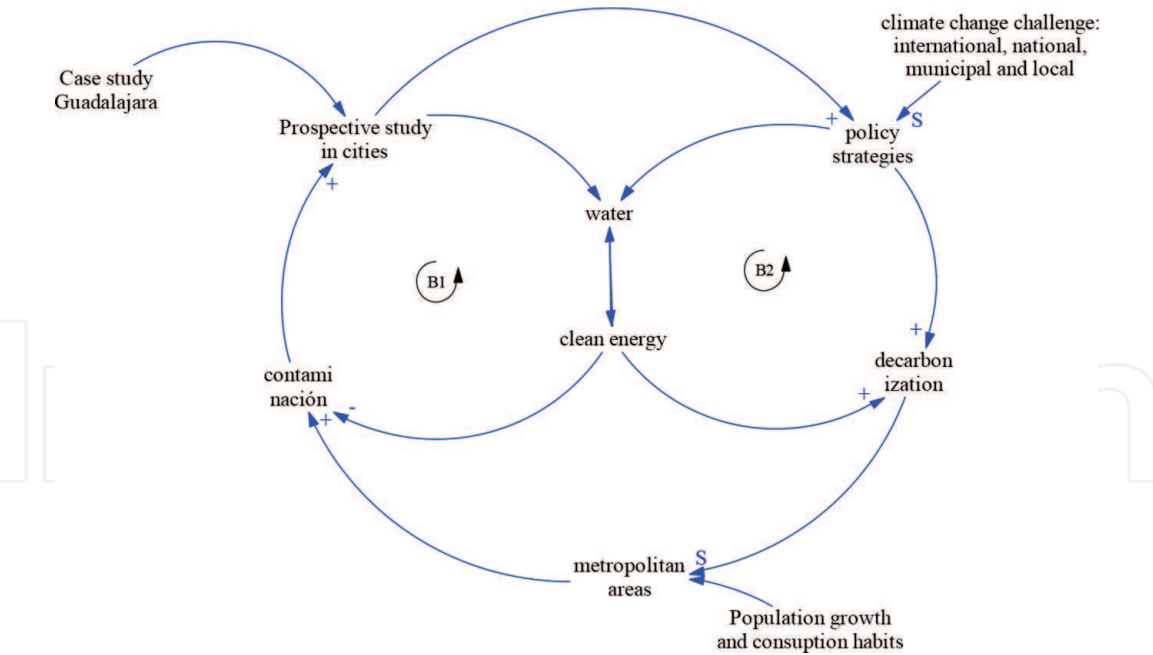 climate change challenge:
international, national,
municipal and local
Case study
Guadalajara
Prospective study
in cities
+
S
policy
strategies
+
water
B1
B2
clean energy
+
decarbon
ization
contami
nación
+
-
+
S
metropolitan
areas
Population growth
and consuption habits